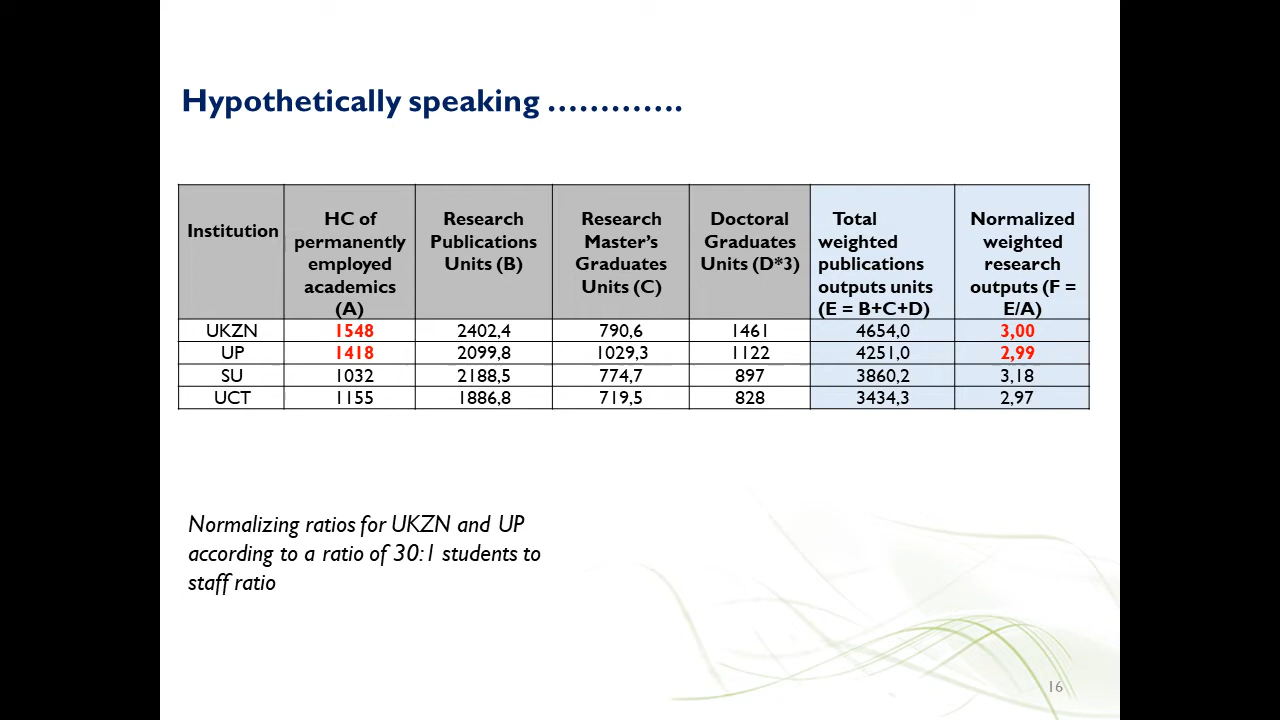 Hypothetically speaking ………….
Institution
HC of
permanently
employed
academics
(A)
Research
Publications
Units (B)
Research
Master’s
Graduates
Units (C)
Doctoral
Graduates
Units (D*3)
Total
weighted
publications
outputs units
(E = B+C+D)
Normalized
weighted
research
outputs (F =
E/A)
UKZN 1548 2402,4 790,6 1461 4654,0 3,00
UP 1418 2099,8 1029,3 1122 4251,0 2,99
SU 1032 2188,5 774,7 897 3860,2 3,18
UCT 1155 1886,8 719,5 828 3434,3 2,97
Normalizing ratios for UKZN and UP
according to a ratio of 30:1 students to
staff ratio
16